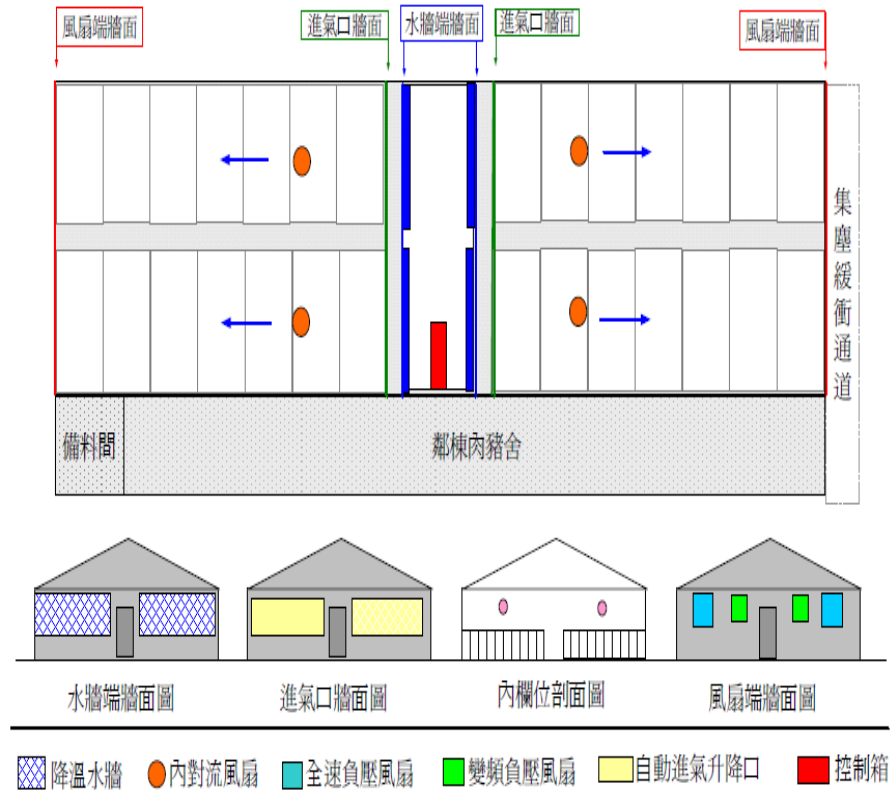 風扇端牆面
進氣口牆面
水牆端牆面
進氣口牆面
風扇端牆面
集塵緩衝通道
備料間
鄰棟內豬舍
水牆端牆面圖
進氣口牆面圖
內欄位剖面圖
風扇端牆面圖
降溫水牆
內對流風扇
全速負壓風扇
變頻負壓風扇
自動進氣升降口
控制箱